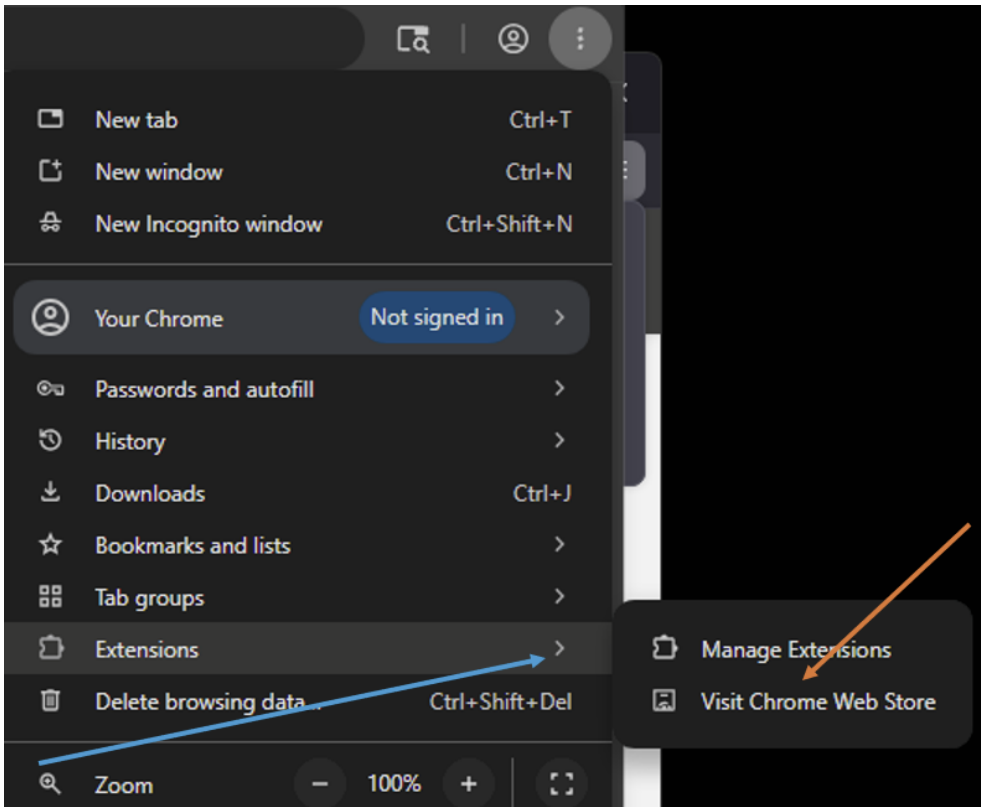 New tab Ctrl+T
New window Ctrl+N
New Incognito window Ctrl+Shift+N
Your Chrome Not signed in
Passwords and autofill
History
Downloads Ctrl+J
Bookmarks and lists
Tab groups
Extensions
Manage Extensions
Delete browsing data... Ctrl+Shift+Del
Visit Chrome Web Store
Zoom − 100% +